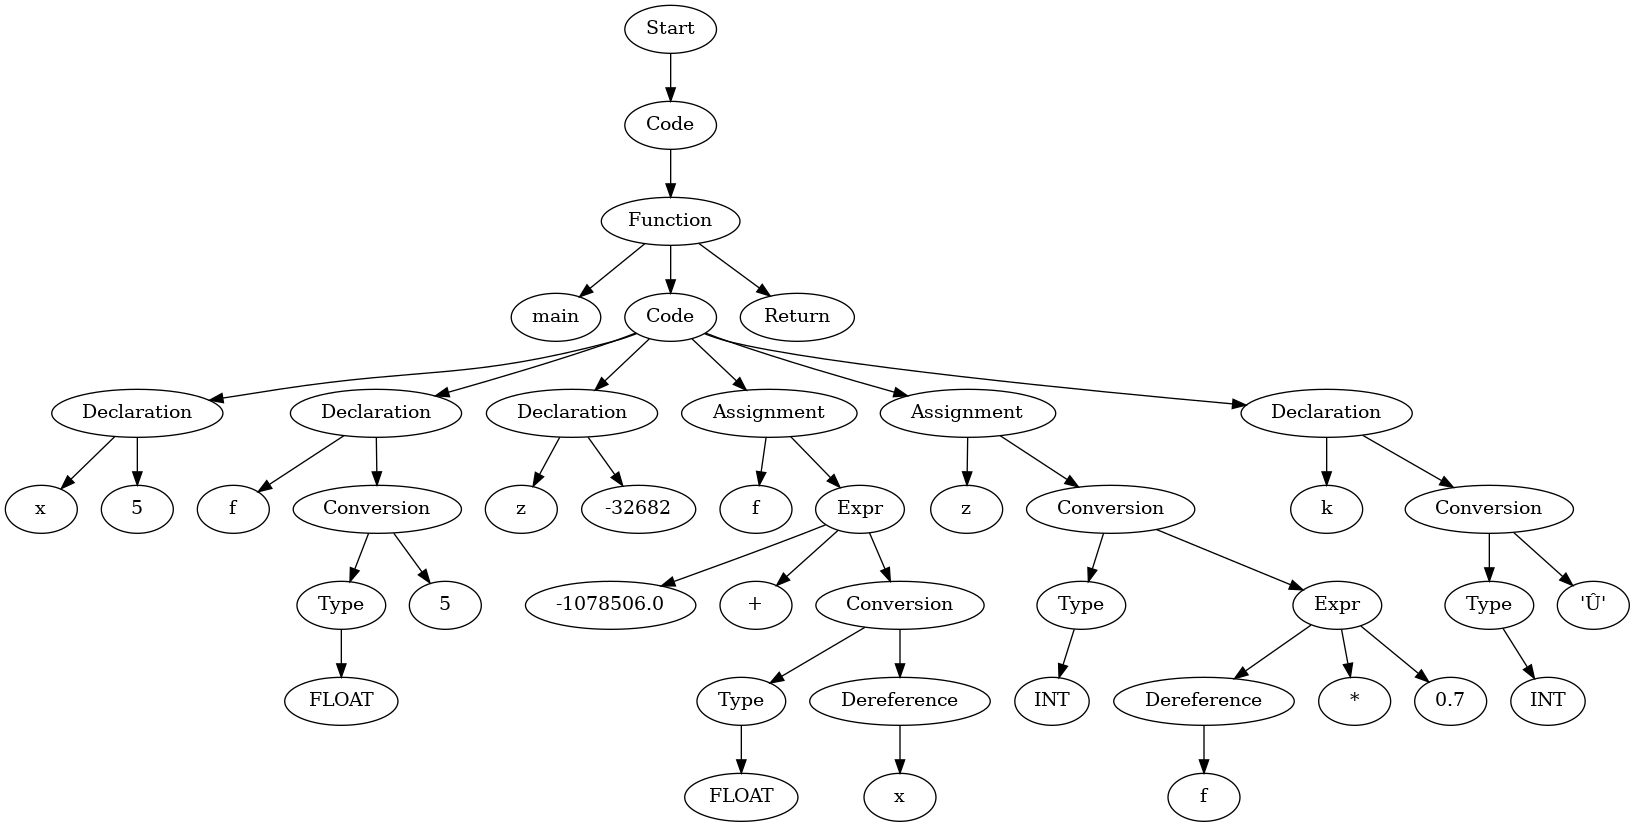 Start
Code
Function
main
Code
Return
Declaration
Declaration
Declaration
Assignment
Assignment
Declaration
x
5
f
Conversion
z
-32682
f
Expr
z
Conversion
k
Conversion
Type
5
-1078506.0
+
Conversion
Type
Expr
Type
'Û'
FLOAT
Type
Dereference
INT
Dereference
*
0.7
INT
FLOAT
x
f